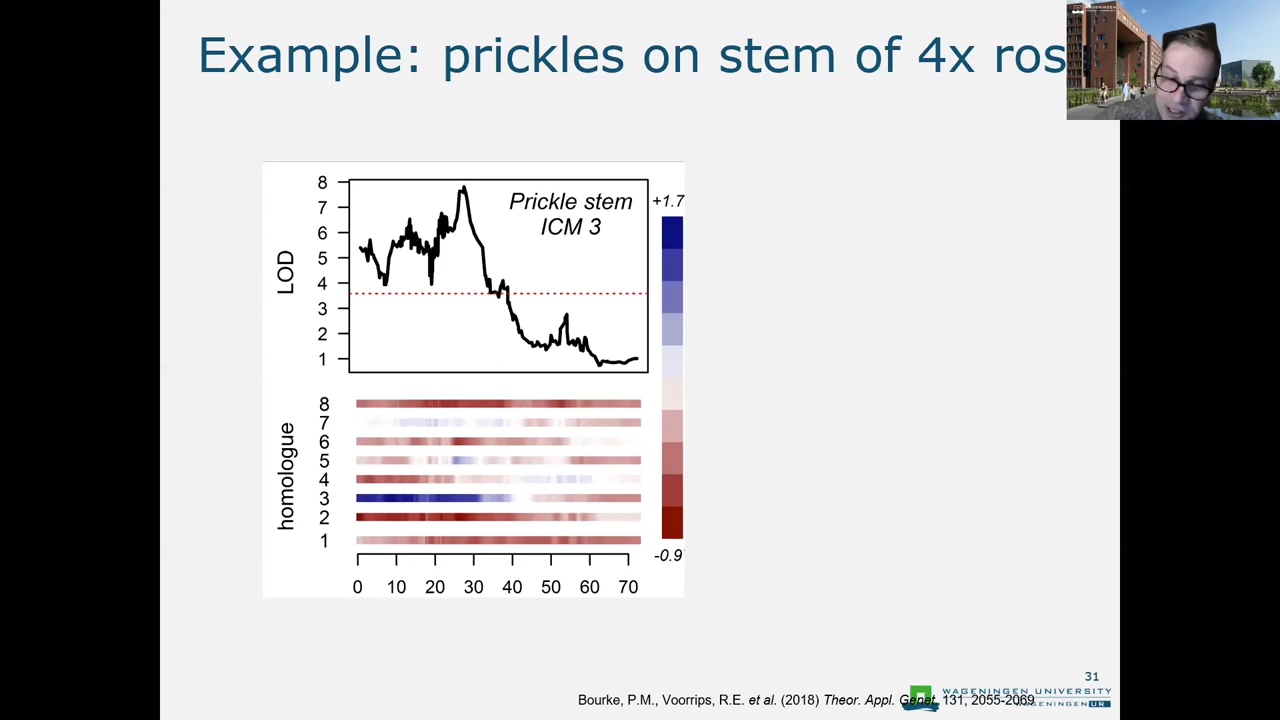 Example: prickles on stem of 4x ros
Prickle stem
ICM 3
LOD
8
7
6
5
4
3
2
1
+1.7
-0.9
homologue
8
7
6
5
4
3
2
1
0 10 20 30 40 50 60 70
31
WAGENINGEN UNIVERSITY
WAGENINGEN UR
Bourke, P.M., Voorrips, R.E. et al. (2018) Theor. Appl. Genet. 131, 2055-2069